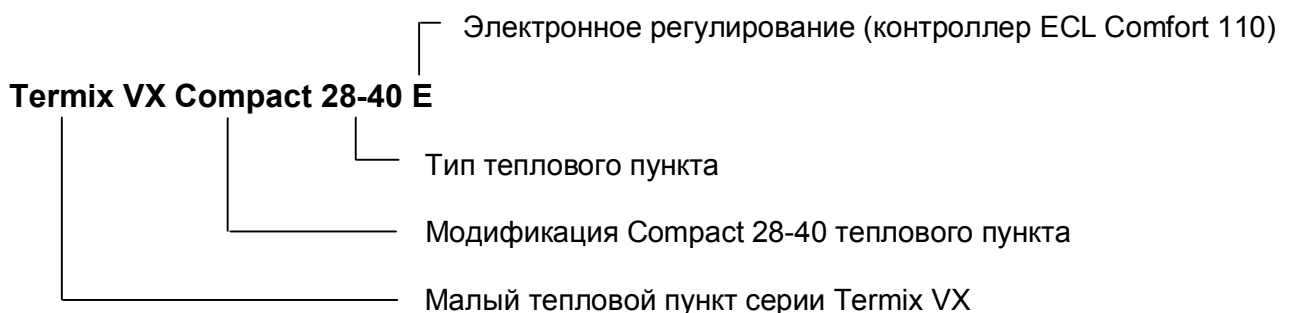 Электронное регулирование (контроллер ECL Comfort 110)
Termix VX Compact 28-40 E
Тип теплового пункта
Модификация Compact 28-40 теплового пункта
Малый тепловой пункт серии Termix VX